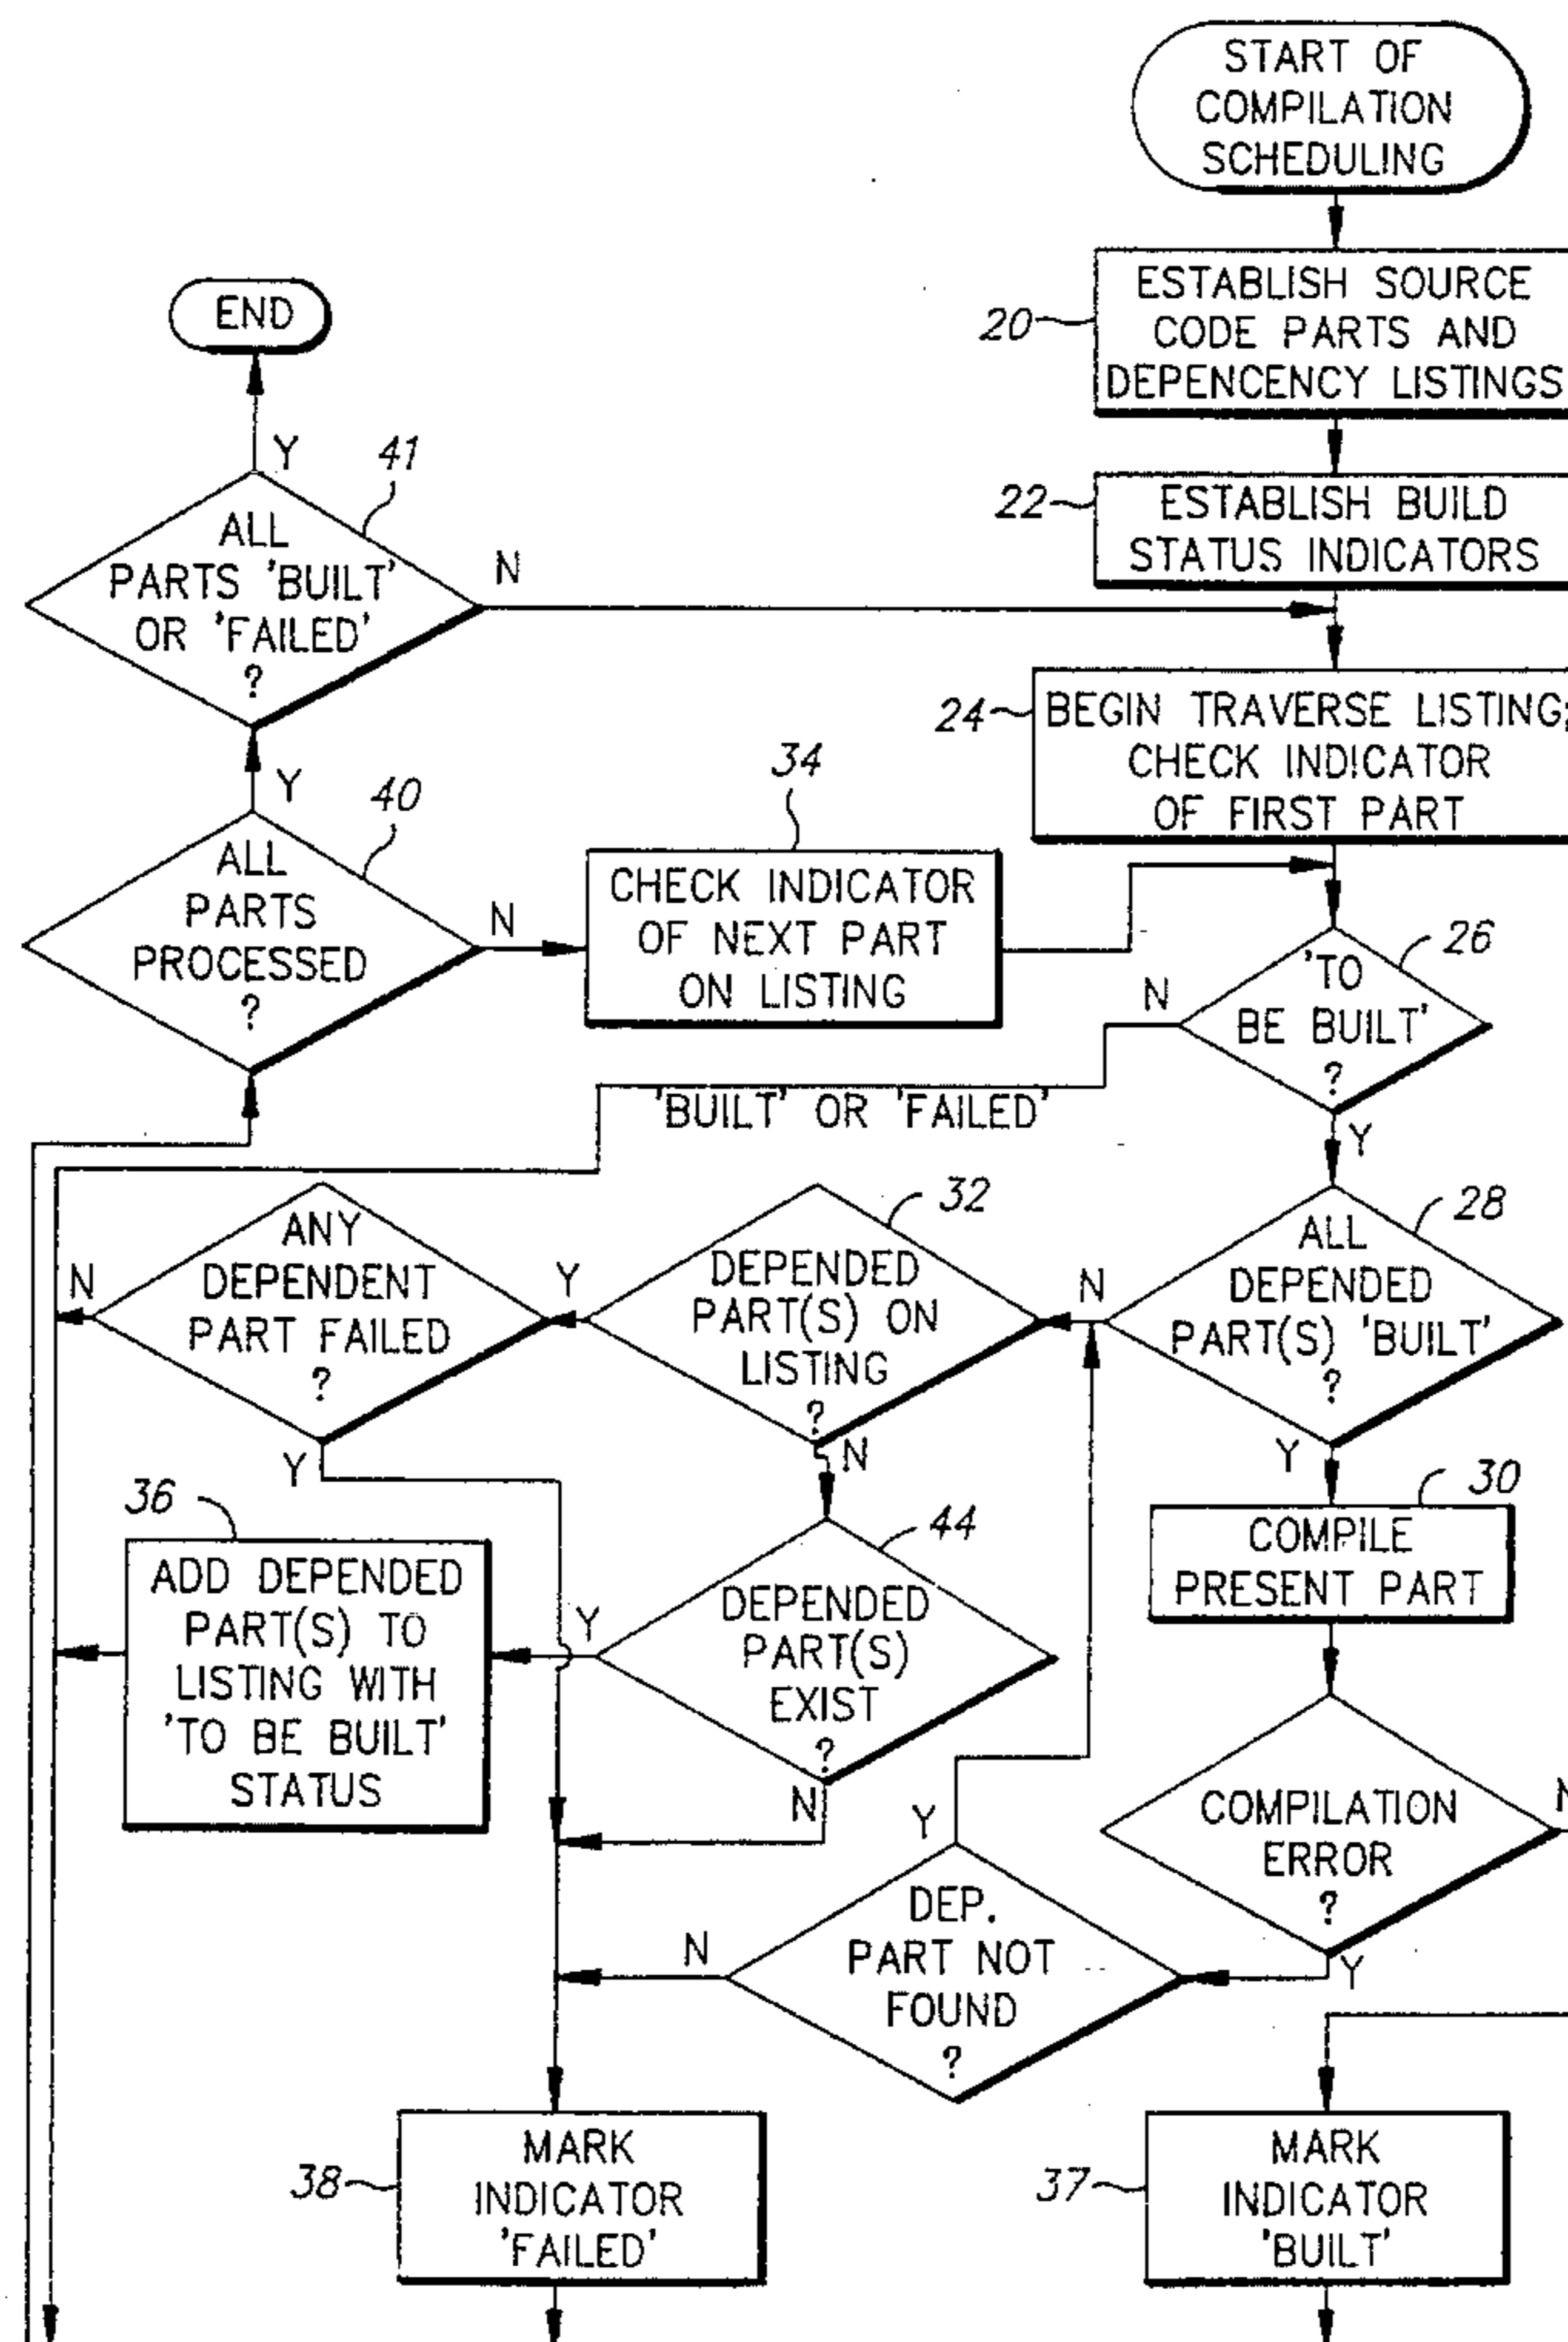 START OF
COMPILATION
SCHEDULING
20
ESTABLISH SOURCE
CODE PARTS AND
DEPENCENCY LISTINGS
END
22
ESTABLISH BUILD
STATUS INDICATORS
Y
41
ALL
PARTS 'BUILT'
OR 'FAILED'
?
N
24
BEGIN TRAVERSE LISTING;
CHECK INDICATOR
OF FIRST PART
Y
40
ALL
PARTS
PROCESSED
?
N
34
CHECK INDICATOR
OF NEXT PART
ON LISTING
26
'TO
BE BUILT'
?
N
'BUILT' OR 'FAILED'
Y
28
ALL
DEPENDED
PART(S) 'BUILT'
?
N
32
DEPENDED
PART(S) ON
LISTING
?
Y
ANY
DEPENDENT
PART FAILED
?
N
Y
N
Y
30
COMPILE
PRESENT PART
44
DEPENDED
PART(S)
EXIST
?
Y
36
ADD DEPENDED
PART(S) TO
LISTING WITH
'TO BE BUILT'
STATUS
N
COMPILATION
ERROR
?
N
Y
DEP.
PART NOT
FOUND
?
Y
N
38
MARK
INDICATOR
'FAILED'
37
MARK
INDICATOR
'BUILT'